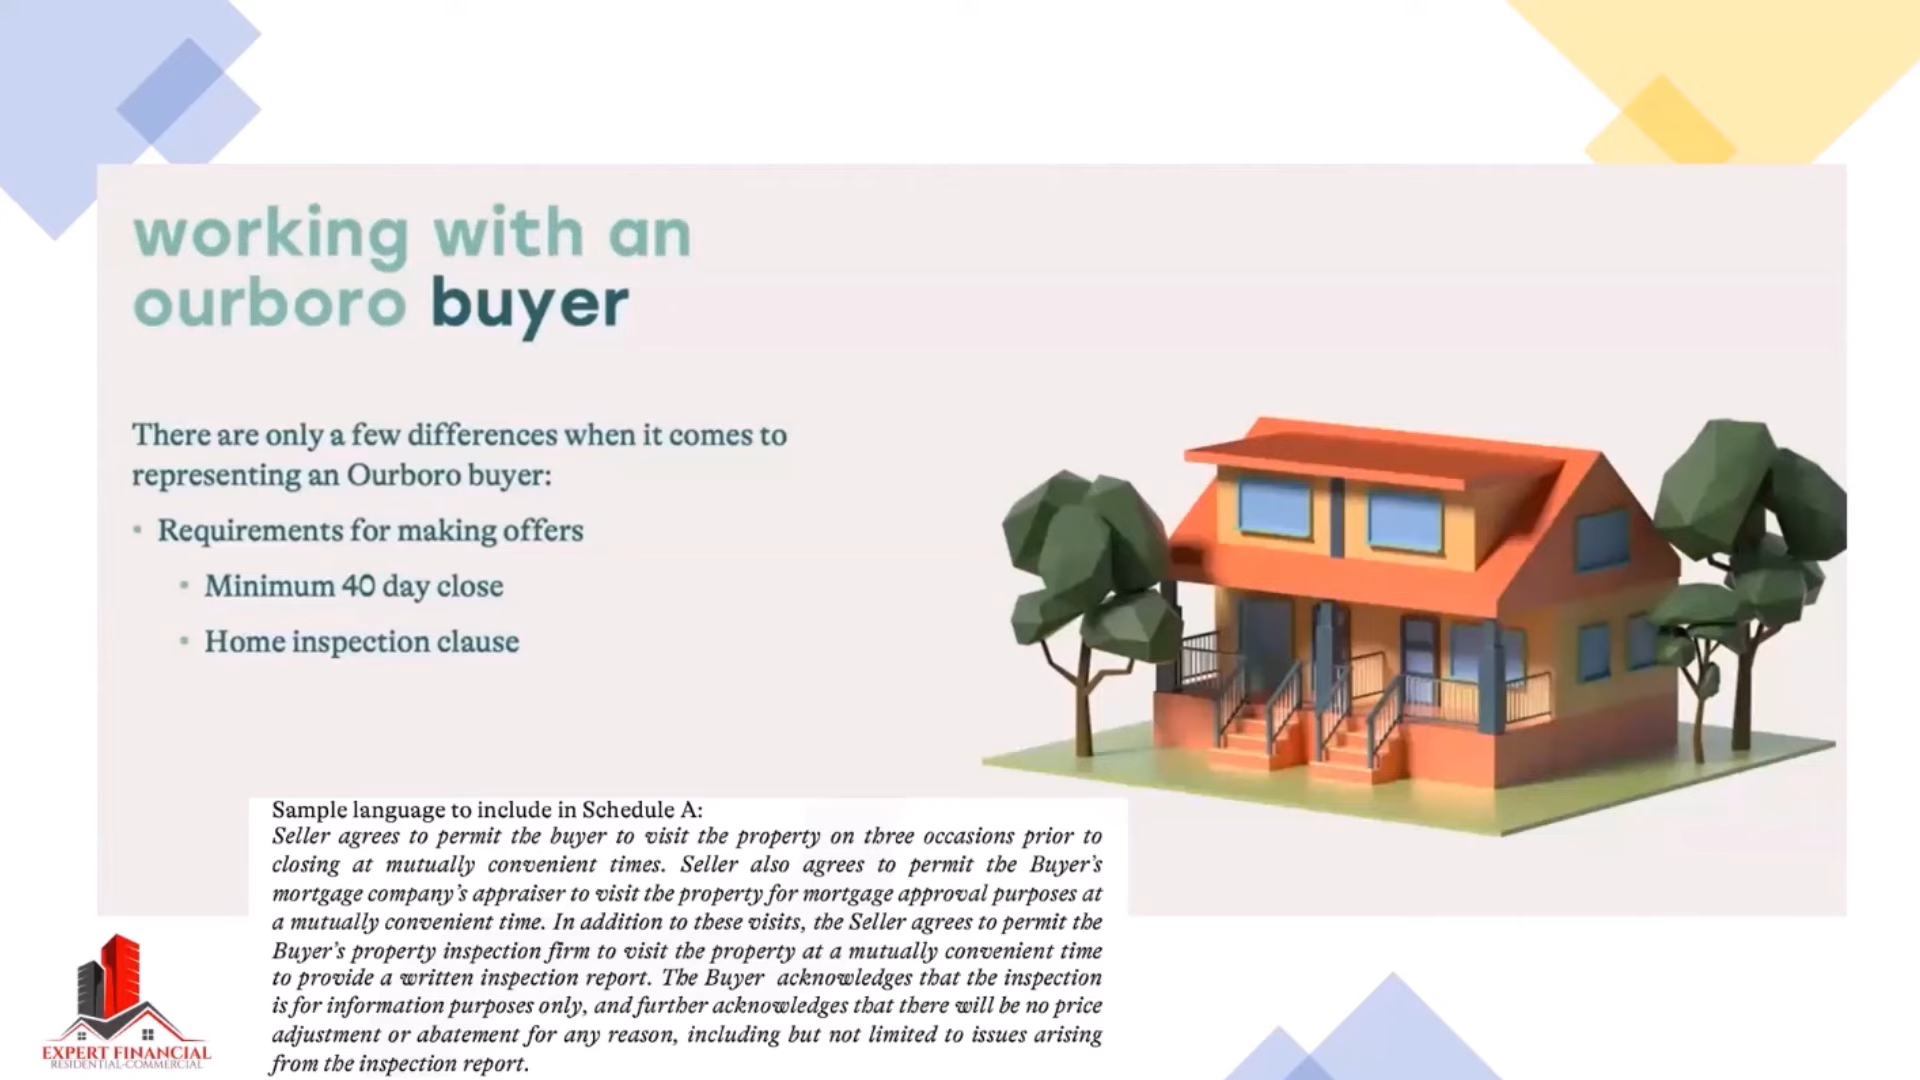 working with an
ourboro buyer
There are only a few differences when it comes to
representing an Ourboro buyer:
• Requirements for making offers
• Minimum 40 day close
• Home inspection clause
Sample language to include in Schedule A:
Seller agrees to permit the buyer to visit the property on three occasions prior to
closing at mutually convenient times. Seller also agrees to permit the Buyer's
mortgage company's appraiser to visit the property for mortgage approval purposes at
a mutually convenient time. In addition to these visits, the Seller agrees to permit the
Buyer's property inspection firm to visit the property at a mutually convenient time
to provide a written inspection report. The Buyer acknowledges that the inspection
is for information purposes only, and further acknowledges that there will be no price
adjustment or abatement for any reason, including but not limited to issues arising
from the inspection report.
EXPERT FINANCIAL
RESIDENTIAL-COMMERCIAL